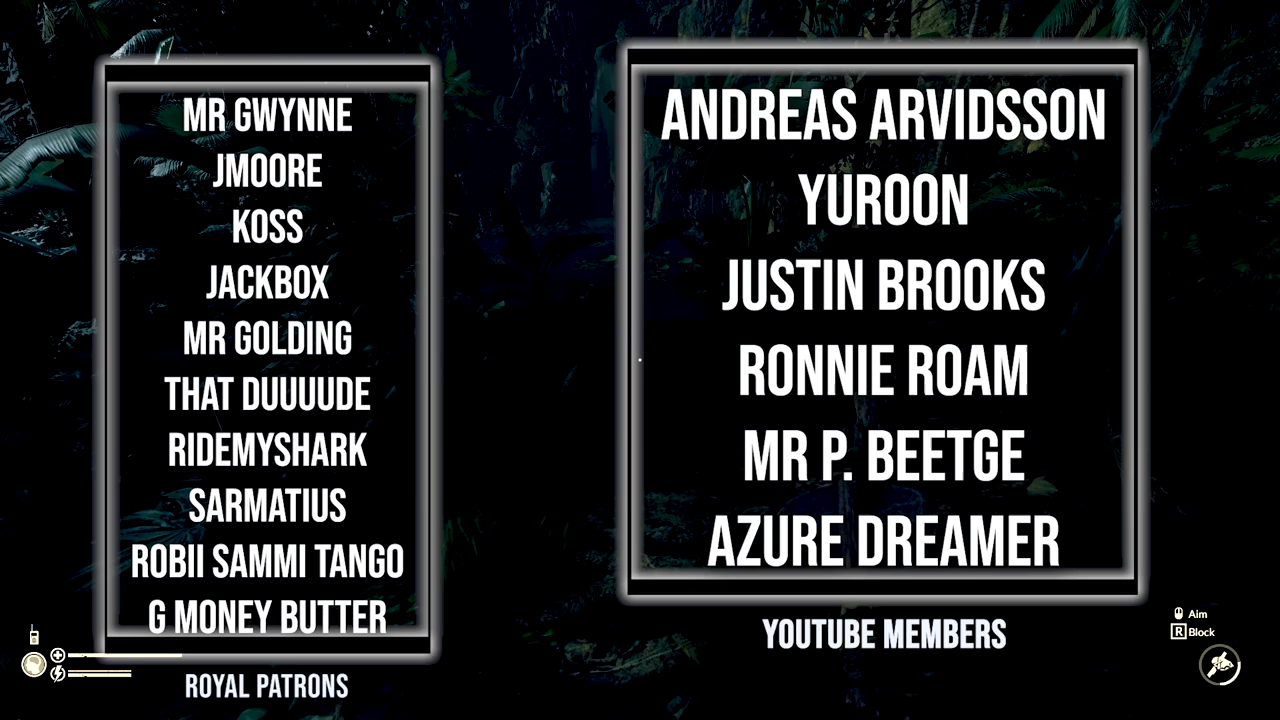 MR GWYNNE
JMOORE
KOSS
JACKBOX
MR GOLDING
THAT DUUUUDE
RIDEMYSHARK
SARMATIUS
ROBII SAMMI TANGO
G MONEY BUTTER
ROYAL PATRONS
ANDREAS ARVIDSSON
YUROON
JUSTIN BROOKS
RONNIE ROAM
MR P. BEETGE
AZURE DREAMER
YOUTUBE MEMBERS
Aim
R Block